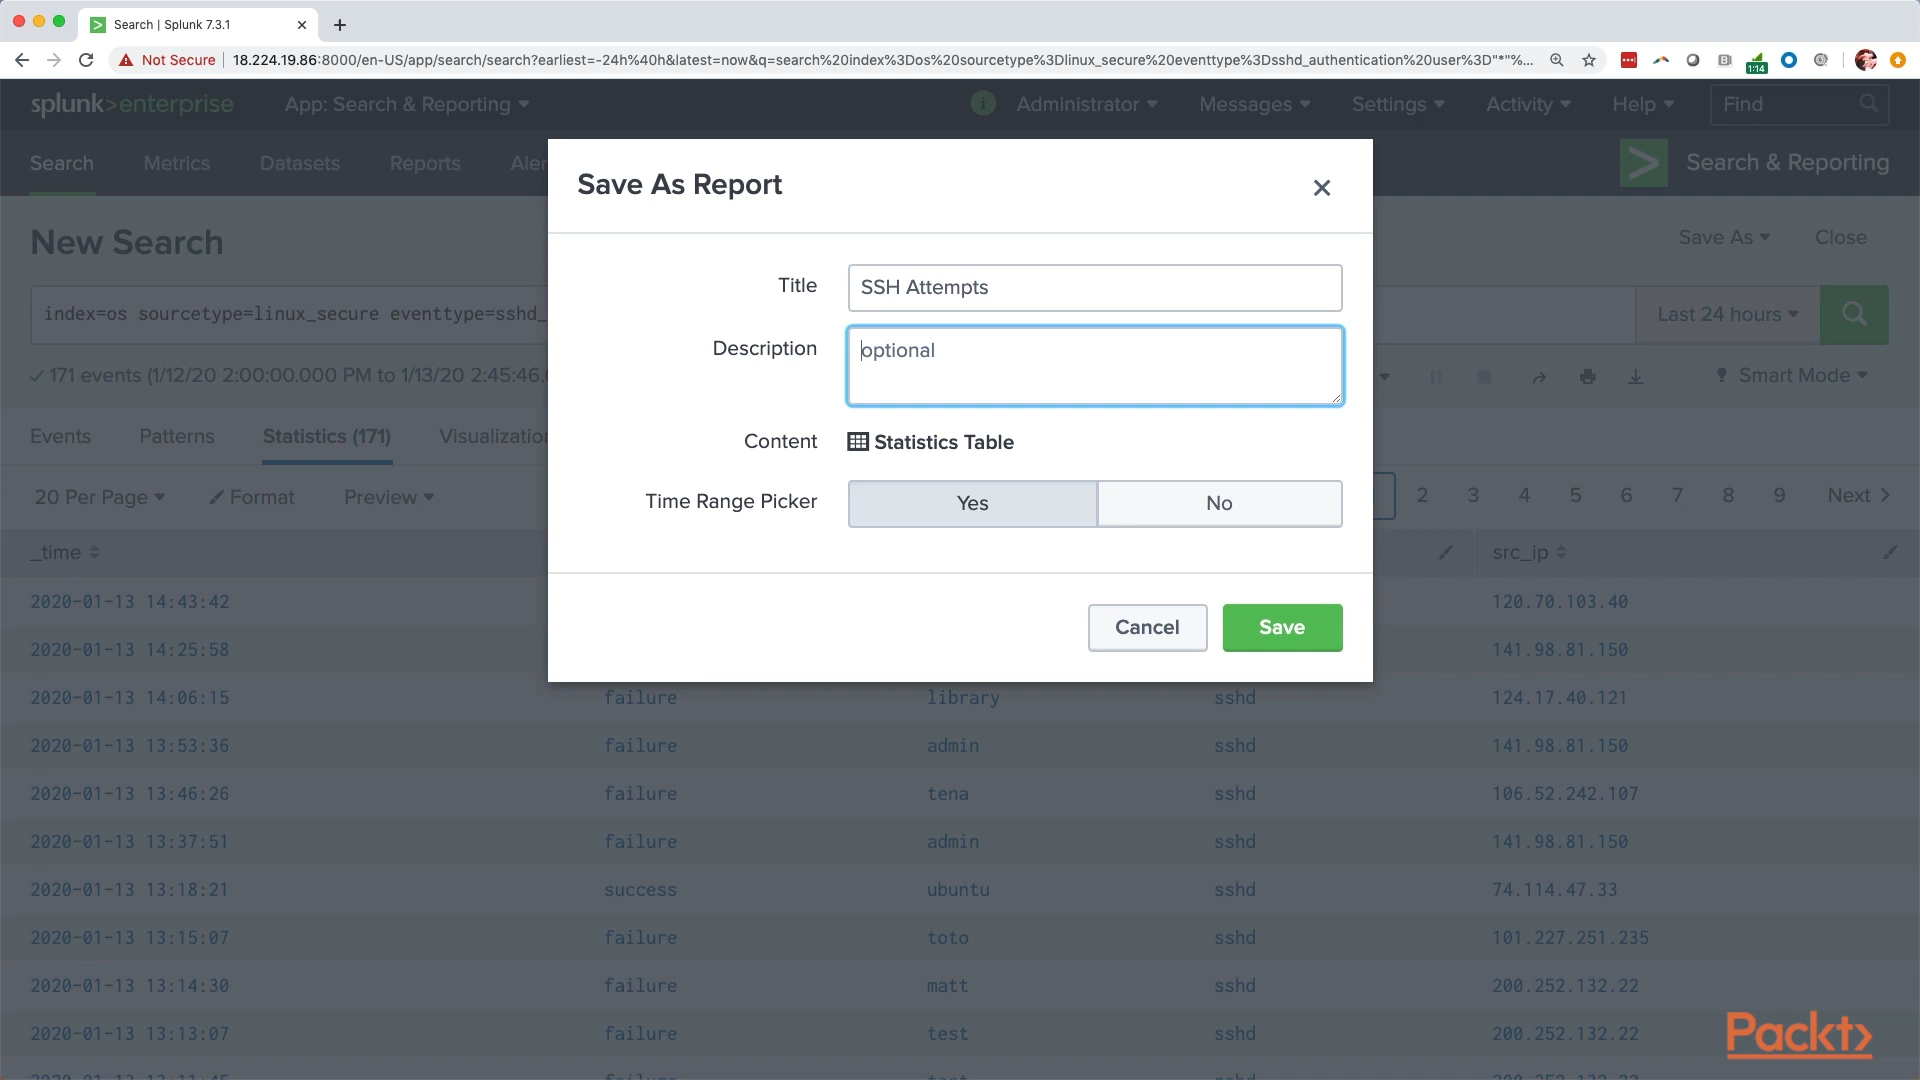 Search | Splunk 7.3.1
Not Secure 18.224.19.86:8000/en-US/app/search/search?earliest=-24h%40h&latest=now&q=search%20index%3Dos%20sourcetype%3Dlinux_secure%20eventtype%3Dsshd_authentication%20user%3D"*"%...
1:14
splunk>enterprise App: Search & Reporting i Administrator Messages Settings Activity Help Find
Search Metrics Datasets Reports Aler Search & Reporting
Save As Report
New Search Save As Close
Title SSH Attempts
index=os sourcetype=linux_secure eventtype=sshd_ Last 24 hours
Description optional
171 events (1/12/20 2:00:00.000 PM to 1/13/20 2:45:46. Smart Mode
Events Patterns Statistics (171) Visualization
Content Statistics Table
20 Per Page Format Preview 2 3 4 5 6 7 8 9 Next
Time Range Picker Yes No
_time src_ip
2020-01-13 14:43:42 120.70.103.40
Cancel Save
2020-01-13 14:25:58 141.98.81.150
2020-01-13 14:06:15 failure library sshd 124.17.40.121
2020-01-13 13:53:36 failure admin sshd 141.98.81.150
2020-01-13 13:46:26 failure tena sshd 106.52.242.107
2020-01-13 13:37:51 failure admin sshd 141.98.81.150
2020-01-13 13:18:21 success ubuntu sshd 74.114.47.33
2020-01-13 13:15:07 failure toto sshd 101.227.251.235
2020-01-13 13:14:30 failure matt sshd 200.252.132.22
2020-01-13 13:13:07 failure test sshd 200.252.132.22
Packt>